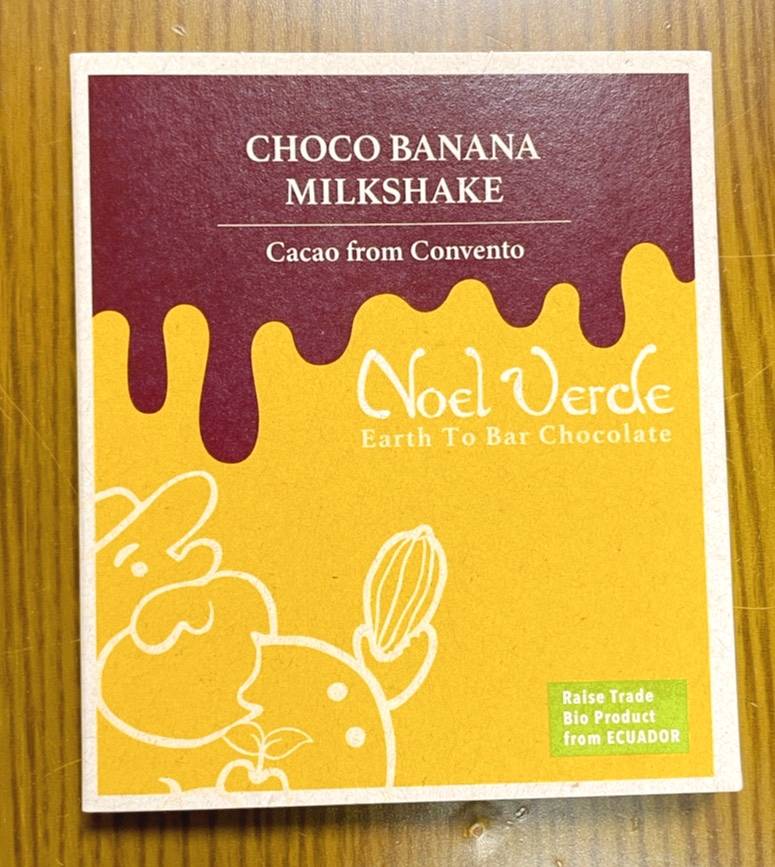 CHOCO BANANA
MILKSHAKE
Cacao from Convento
Noel Verde
Earth To Bar Chocolate
Raise Trade
Bio Product
from ECUADOR